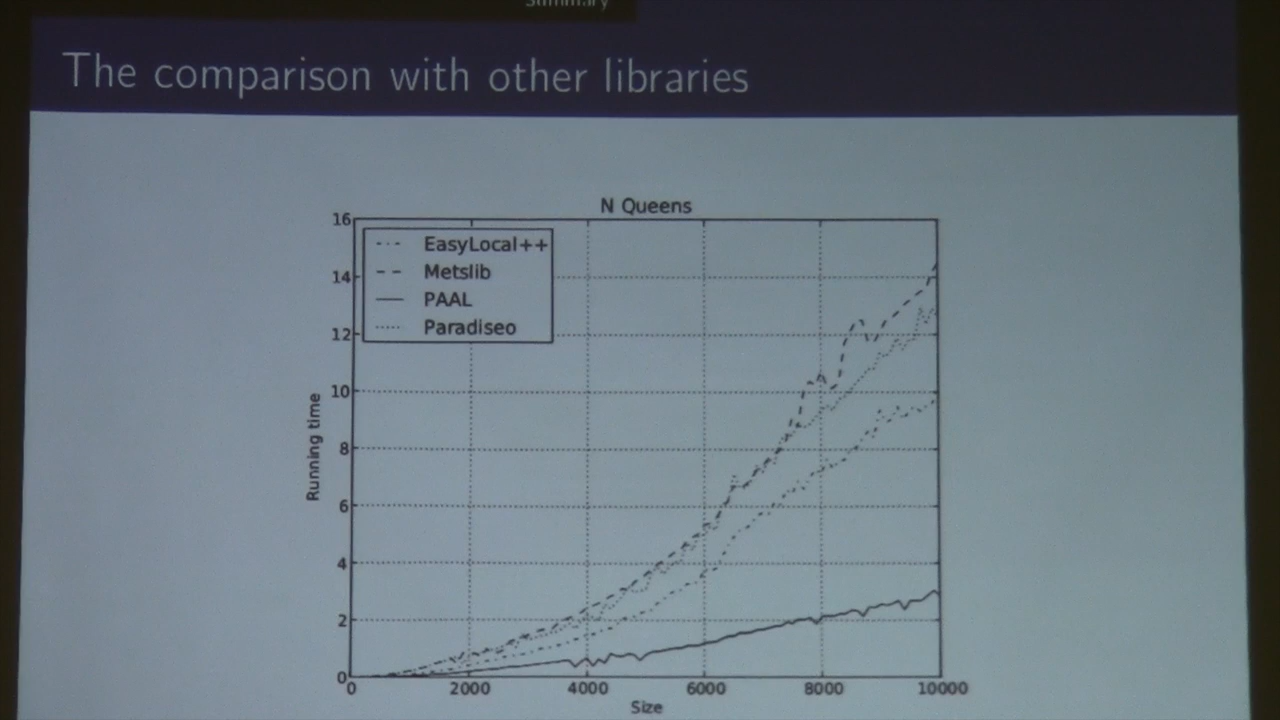 Summary
The comparison with other libraries
N Queens
16
14
12
10
8
6
4
2
0
Running time
EasyLocal++
Metslib
PAAL
Paradiseo
0 2000 4000 6000 8000 10000
Size